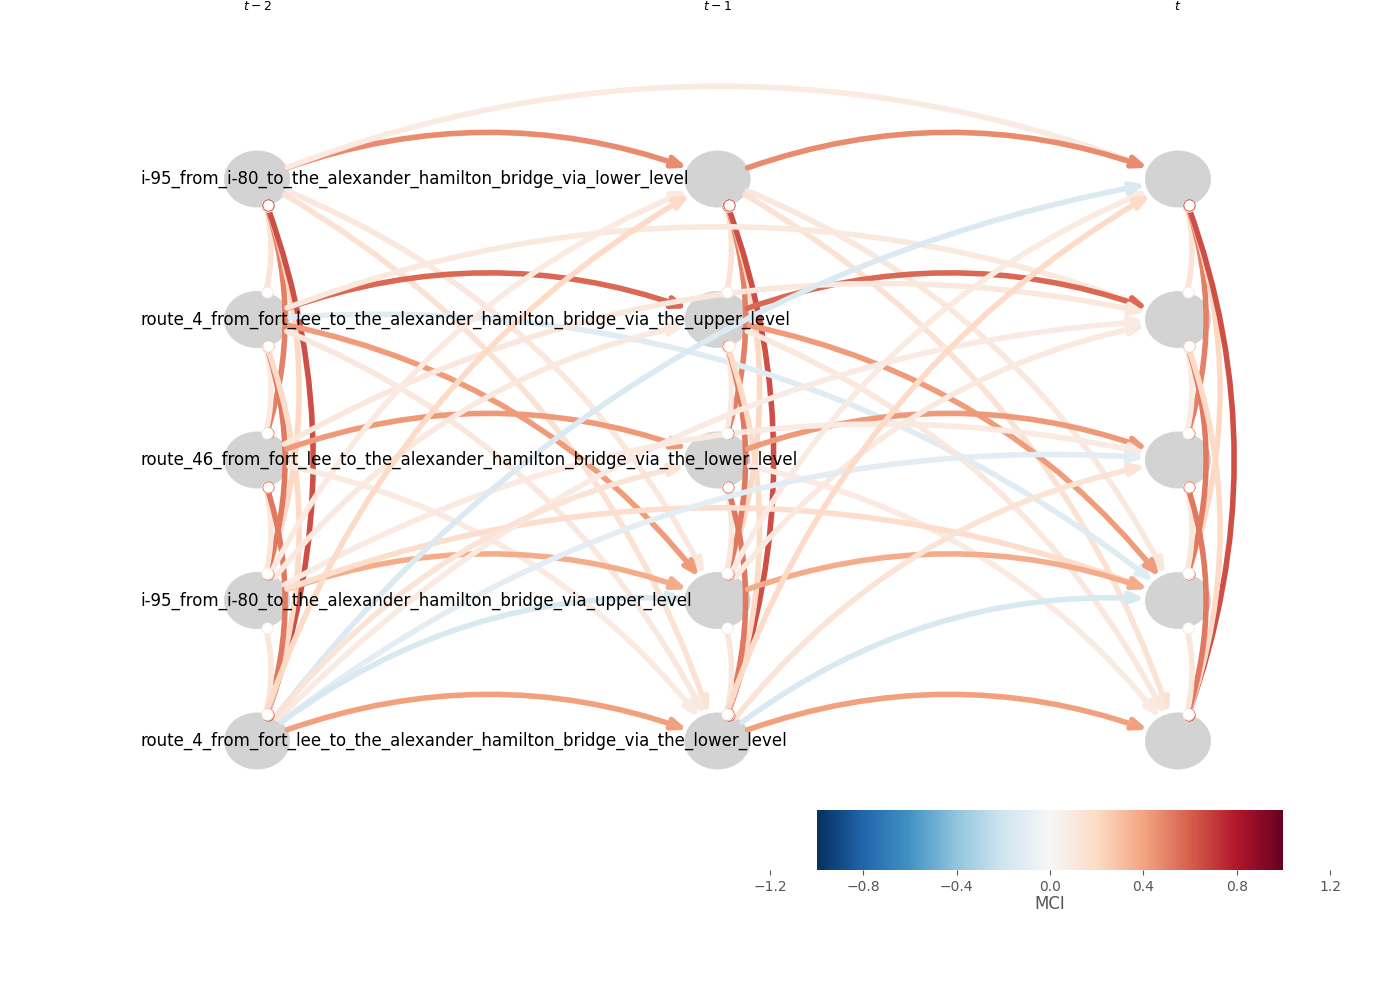 t − 2 t − 1 t
i-95_from_i-80_to_the_alexander_hamilton_bridge_via_lower_level
route_4_from_fort_lee_to_the_alexander_hamilton_bridge_via_the_upper_level
route_46_from_fort_lee_to_the_alexander_hamilton_bridge_via_the_lower_level
i-95_from_i-80_to_the_alexander_hamilton_bridge_via_upper_level
route_4_from_fort_lee_to_the_alexander_hamilton_bridge_via_the_lower_level
−1.2 −0.8 −0.4 0.0 0.4 0.8 1.2
MCI